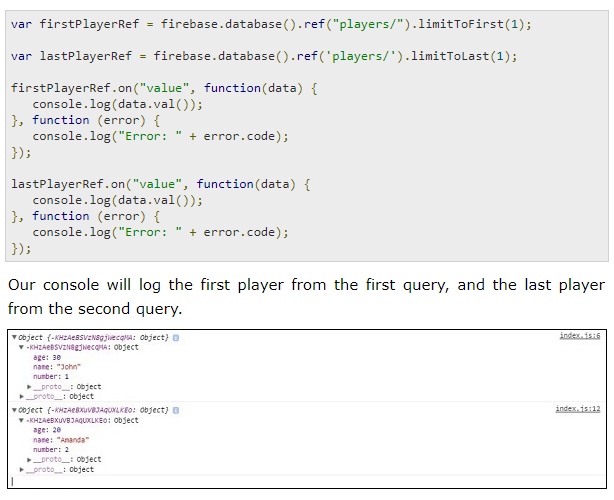 var firstPlayerRef = firebase.database().ref("players/").limitToFirst(1);
var lastPlayerRef = firebase.database().ref('players/').limitToLast(1);
firstPlayerRef.on("value", function(data) {
   console.log(data.val());
}, function (error) {
   console.log("Error: " + error.code);
});
lastPlayerRef.on("value", function(data) {
   console.log(data.val());
}, function (error) {
   console.log("Error: " + error.code);
});
Our console will log the first player from the first query, and the last player
from the second query.
▼Object {-KHzAeBSVzNBgjWecqMA: Object} index.js:6
▼-KHzAeBSVzNBgjWecqMA: Object
age: 30
name: "John"
number: 1
▶__proto__: Object
▶__proto__: Object
▼Object {-KHzAeBXuVBJAqUXLKEo: Object} index.js:12
▼-KHzAeBXuVBJAqUXLKEo: Object
age: 20
name: "Amanda"
number: 2
▶__proto__: Object
▶__proto__: Object